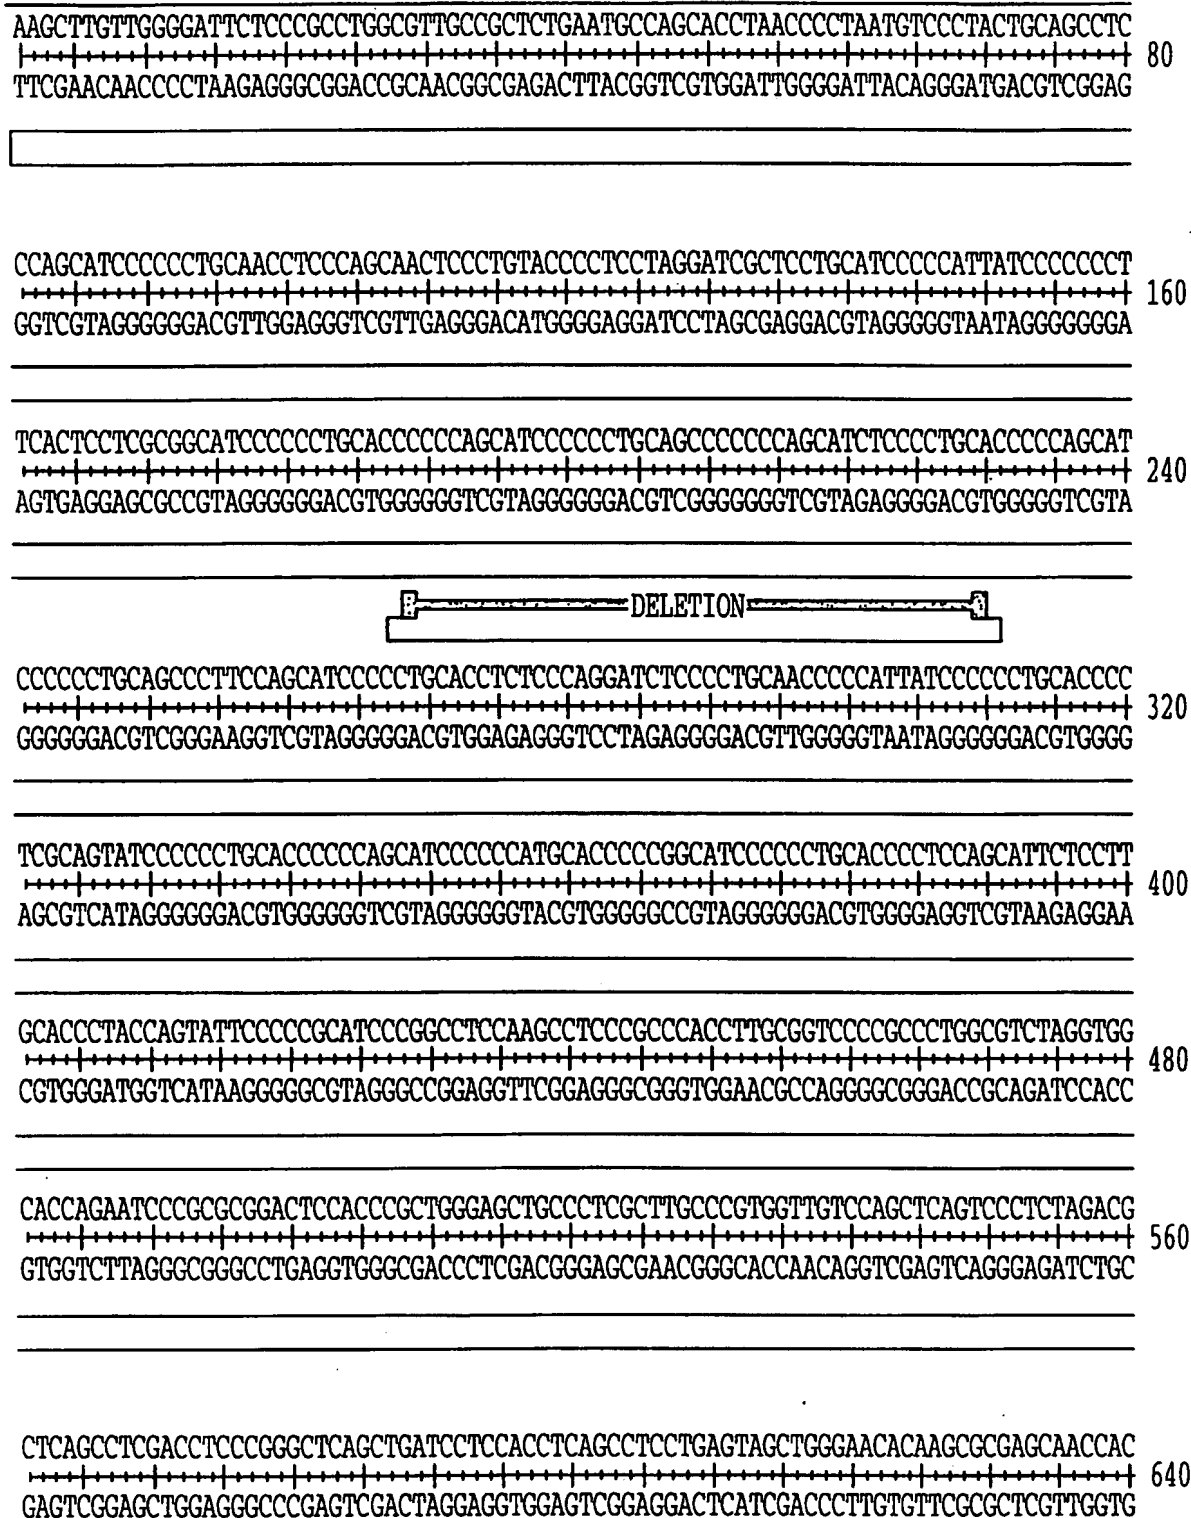 AAGCTTGTTGGGGATTCTCCCGCCTGGCGTTGCCGCTCTGAATGCCAGCACCTAACCCCTAATGTCCCTACTGCAGCCTC
80
TTCGAACAACCCCTAAGAGGGCGGACCGCAACGGCGAGACTTACGGTCGTGGATTGGGGATTACAGGGATGACGTCGGAG
CCAGCATCCCCCCTGCAACCTCCCAGCAACTCCCTGTACCCCTCCTAGGATCGCTCCTGCATCCCCCATTATCCCCCCCT
160
GGTCGTAGGGGGGACGTTGGAGGGTCGTTGAGGGACATGGGGAGGATCCTAGCGAGGACGTAGGGGGTAATAGGGGGGGA
TCACTCCTCGCGGCATCCCCCCTGCACCCCCCAGCATCCCCCCTGCAGCCCCCCCAGCATCTCCCCTGCACCCCCAGCAT
240
AGTGAGGAGCGCCGTAGGGGGGACGTGGGGGGTCGTAGGGGGGACGTCGGGGGGGTCGTAGAGGGGACGTGGGGGTCGTA
DELETION
CCCCCCTGCAGCCCTTCCAGCATCCCCCTGCACCTCTCCCAGGATCTCCCCTGCAACCCCCATTATCCCCCCTGCACCCC
320
GGGGGGACGTCGGGAAGGTCGTAGGGGGACGTGGAGAGGGTCCTAGAGGGGACGTTGGGGGTAATAGGGGGGACGTGGGG
TCGCAGTATCCCCCCTGCACCCCCCAGCATCCCCCCATGCACCCCCGGCATCCCCCCTGCACCCCTCCAGCATTCTCCTT
400
AGCGTCATAGGGGGGACGTGGGGGGTCGTAGGGGGGTACGTGGGGGCCGTAGGGGGGACGTGGGGAGGTCGTAAGAGGAA
GCACCCTACCAGTATTCCCCCGCATCCCGGCCTCCAAGCCTCCCGCCCACCTTGCGGTCCCCGCCCTGGCGTCTAGGTGG
480
CGTGGGATGGTCATAAGGGGGCGTAGGGCCGGAGGTTCGGAGGGCGGGTGGAACGCCAGGGGCGGGACCGCAGATCCACC
CACCAGAATCCCGCGCGGACTCCACCCGCTGGGAGCTGCCCTCGCTTGCCCGTGGTTGTCCAGCTCAGTCCCTCTAGACG
560
GTGGTCTTAGGGCGGGCCTGAGGTGGGCGACCCTCGACGGGAGCGAACGGGCACCAACAGGTCGAGTCAGGGAGATCTGC
CTCAGCCTCGACCTCCCGGGCTCAGCTGATCCTCCACCTCAGCCTCCTGAGTAGCTGGGAACACAAGCGCGAGCAACCAC
640
GAGTCGGAGCTGGAGGGCCCGAGTCGACTAGGAGGTGGAGTCGGAGGACTCATCGACCCTTGTGTTCGCGCTCGTTGGTG